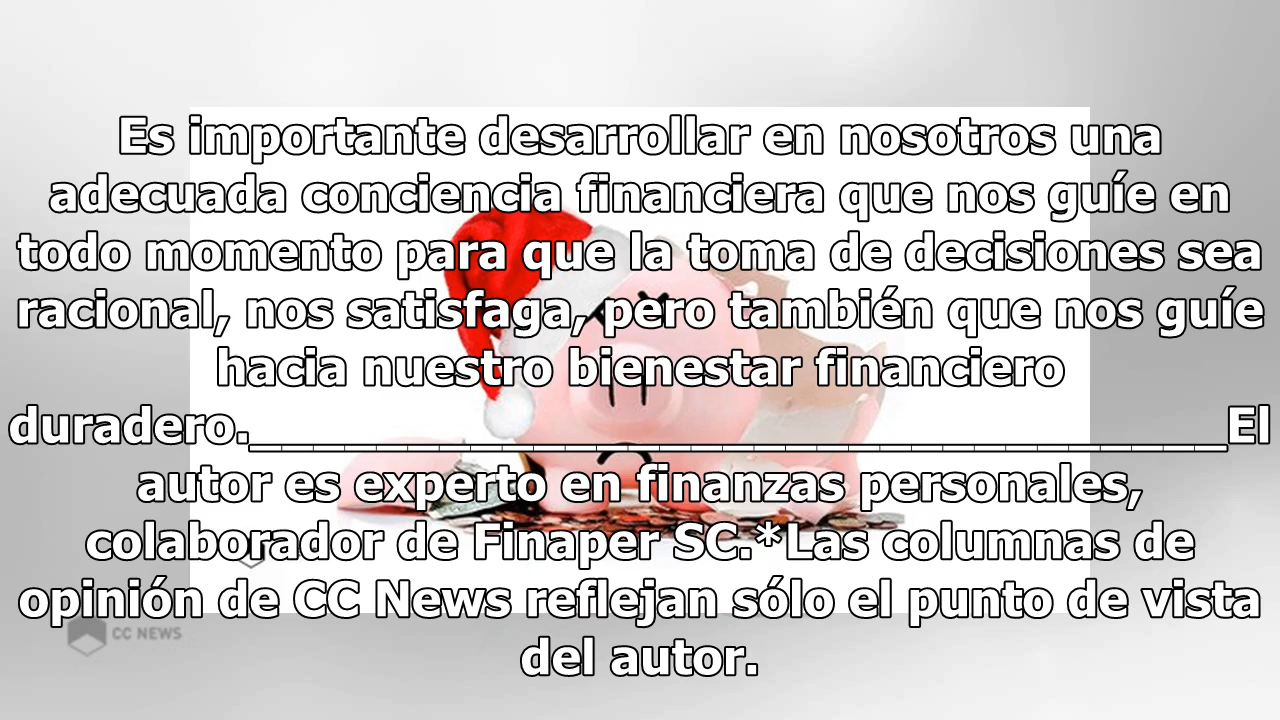 Es importante desarrollar en nosotros una
adecuada conciencia financiera que nos guíe en
todo momento para que la toma de decisiones sea
racional, nos satisfaga, pero también que nos guíe
hacia nuestro bienestar financiero
duradero._______________________________El
autor es experto en finanzas personales,
colaborador de Finaper SC.*Las columnas de
opinión de CC News reflejan sólo el punto de vista
del autor.
CC NEWS